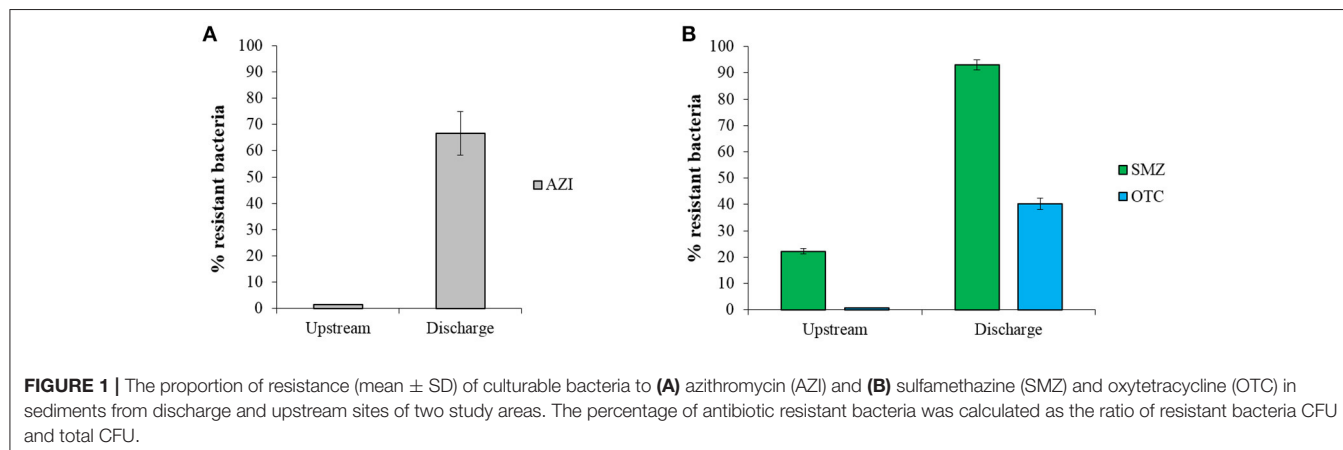 A
100
90
80
70
60
50
40
30
20
10
0
% resistant bacteria
Upstream Discharge
AZI
B
100
90
80
70
60
50
40
30
20
10
0
% resistant bacteria
Upstream Discharge
SMZ
OTC
FIGURE 1 | The proportion of resistance (mean ± SD) of culturable bacteria to (A) azithromycin (AZI) and (B) sulfamethazine (SMZ) and oxytetracycline (OTC) in
sediments from discharge and upstream sites of two study areas. The percentage of antibiotic resistant bacteria was calculated as the ratio of resistant bacteria CFU
and total CFU.